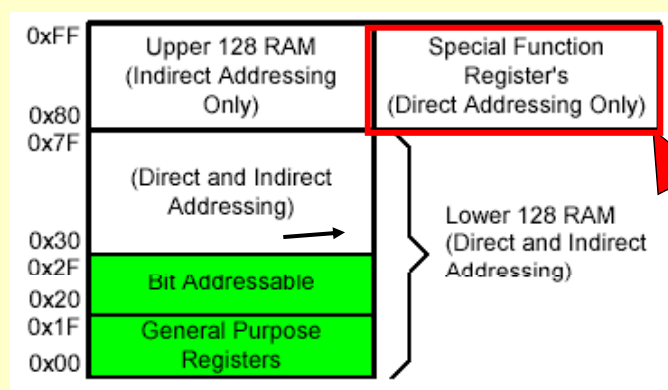 0xFF
Upper 128 RAM
(Indirect Addressing
Only)
0x80
Special Function
Register's
(Direct Addressing Only)
0x7F
(Direct and Indirect
Addressing)
0x30
Lower 128 RAM
(Direct and Indirect
Addressing)
0x2F
Bit Addressable
0x20
0x1F
General Purpose
Registers
0x00